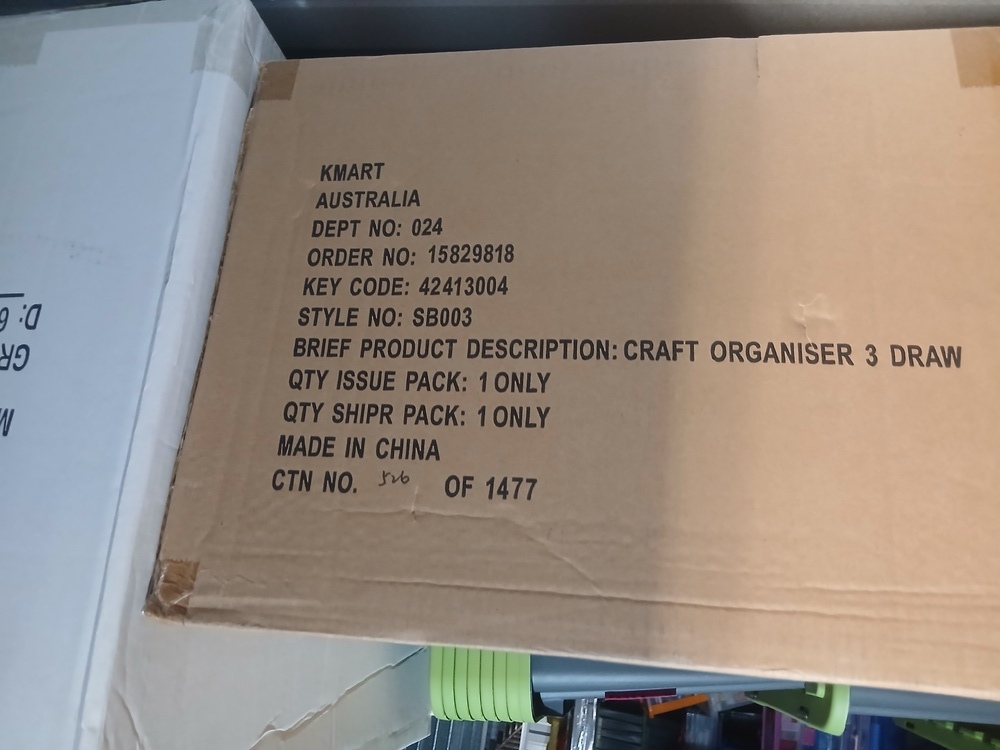 KMART
AUSTRALIA
DEPT NO: 024
ORDER NO: 15829818
KEY CODE: 42413004
STYLE NO: SB003
BRIEF PRODUCT DESCRIPTION: CRAFT ORGANISER 3 DRAW
QTY ISSUE PACK: 1 ONLY
QTY SHIPR PACK: 1 ONLY
MADE IN CHINA
CTN NO. 526 OF 1477
D: 6
GR
M